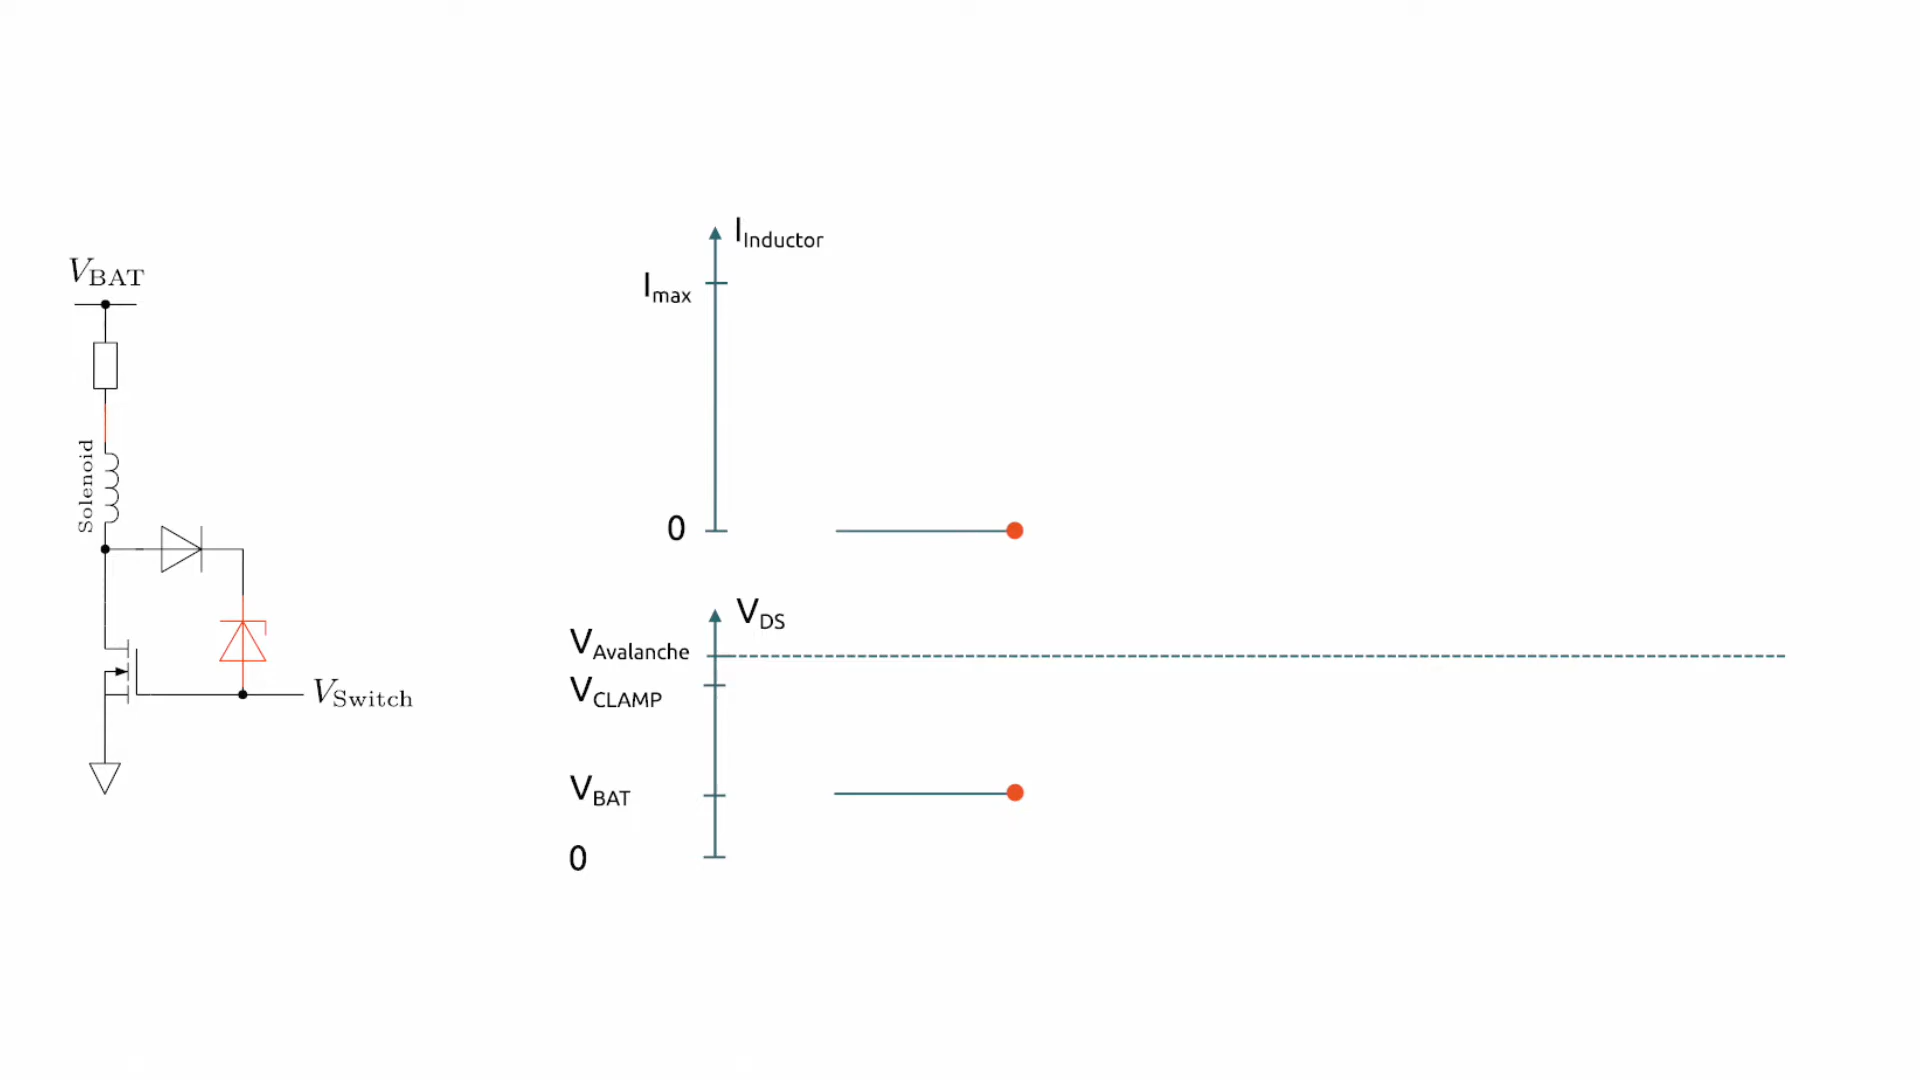 V_BAT
Solenoid
V_Switch
I_Inductor
I_max
0
V_DS
V_Avalanche
V_CLAMP
V_BAT
0